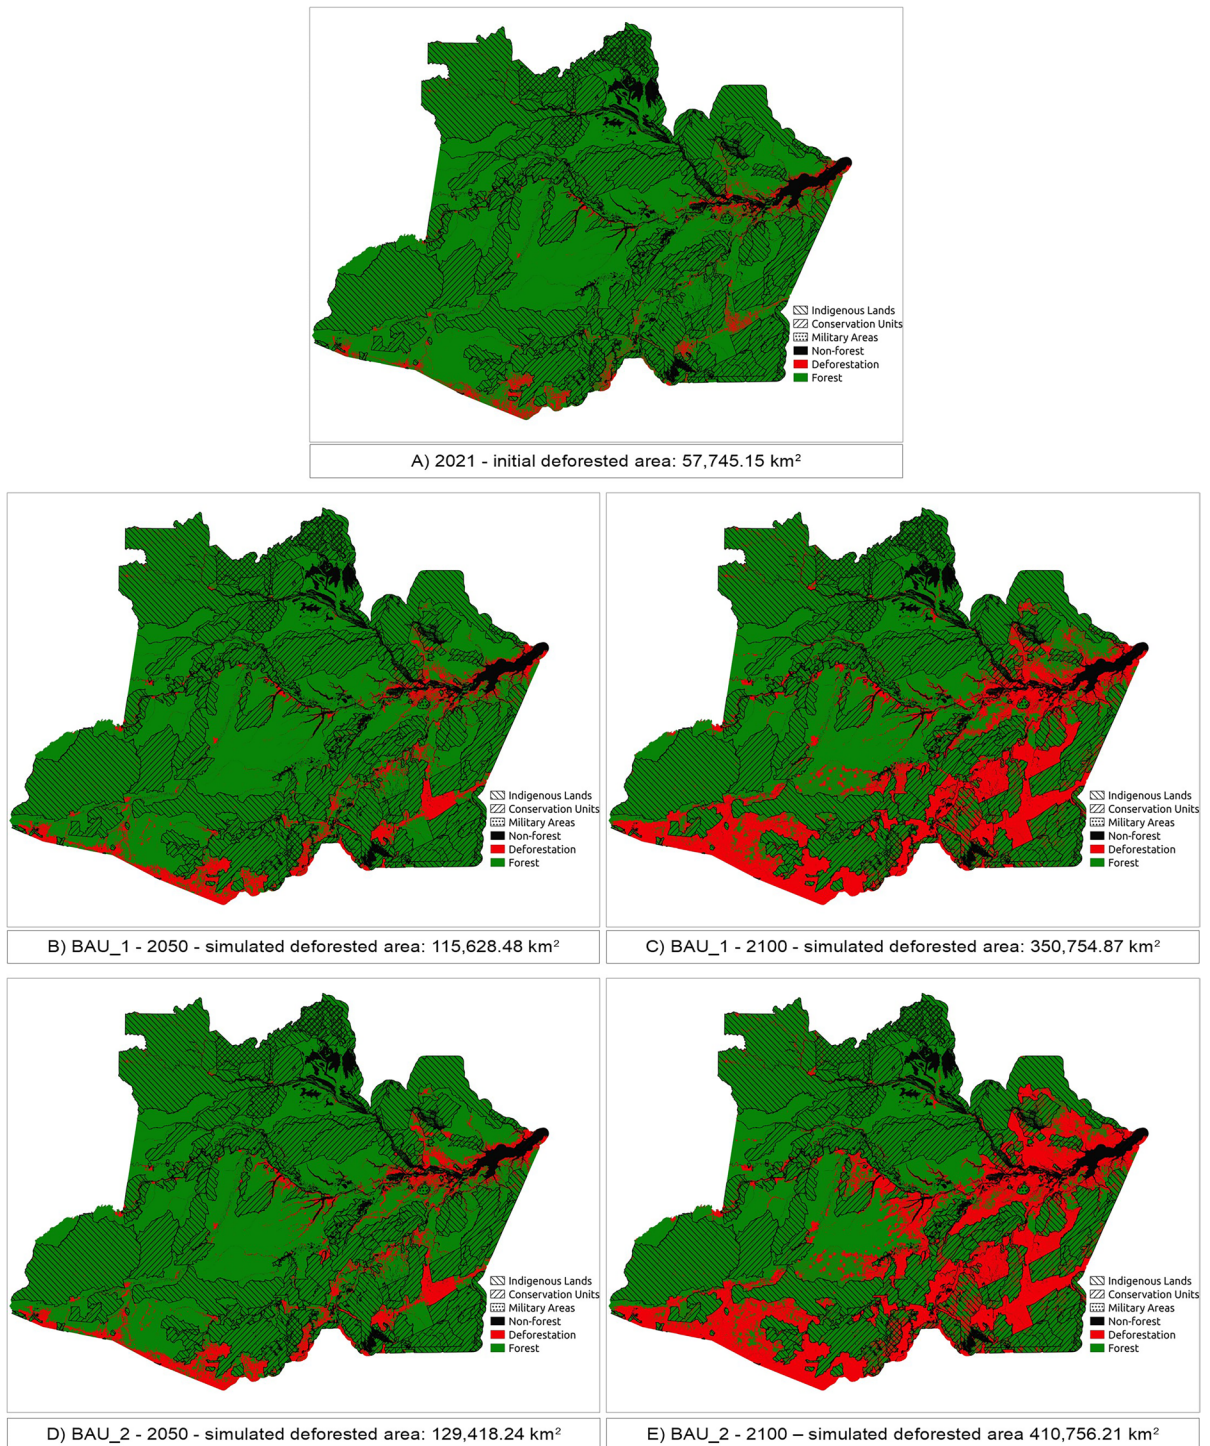 Indigenous Lands
Conservation Units
Military Areas
Non-forest
Deforestation
Forest
A) 2021 - initial deforested area: 57,745.15 km²
Indigenous Lands
Conservation Units
Military Areas
Non-forest
Deforestation
Forest
B) BAU_1 - 2050 - simulated deforested area: 115,628.48 km²
Indigenous Lands
Conservation Units
Military Areas
Non-forest
Deforestation
Forest
C) BAU_1 - 2100 - simulated deforested area: 350,754.87 km²
Indigenous Lands
Conservation Units
Military Areas
Non-forest
Deforestation
Forest
D) BAU_2 - 2050 - simulated deforested area: 129,418.24 km²
Indigenous Lands
Conservation Units
Military Areas
Non-forest
Deforestation
Forest
E) BAU_2 - 2100 – simulated deforested area 410,756.21 km²